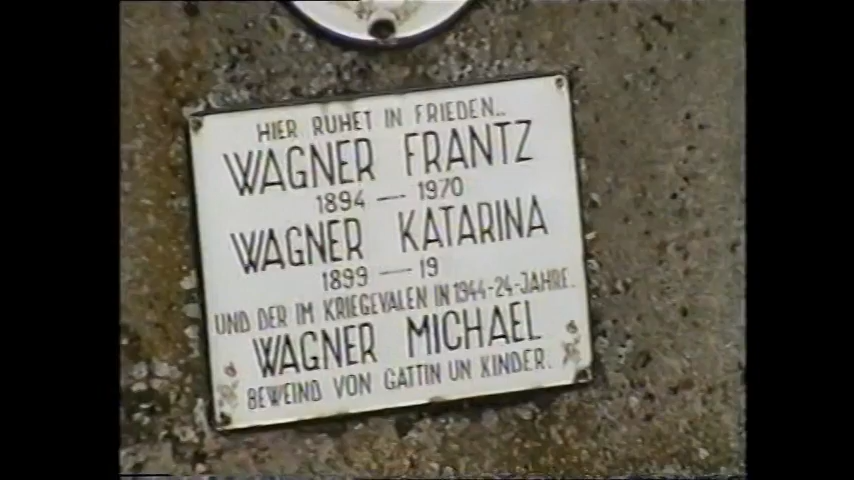 HIER RUHET IN FRIEDEN..
WAGNER FRANTZ
1894 — 1970
WAGNER KATARINA
1899 — 19
UND DER IM KRIEGEVALEN IN 1944-24-JAHRE.
WAGNER MICHAEL
BEWEIND VON GATTIN UN KINDER.